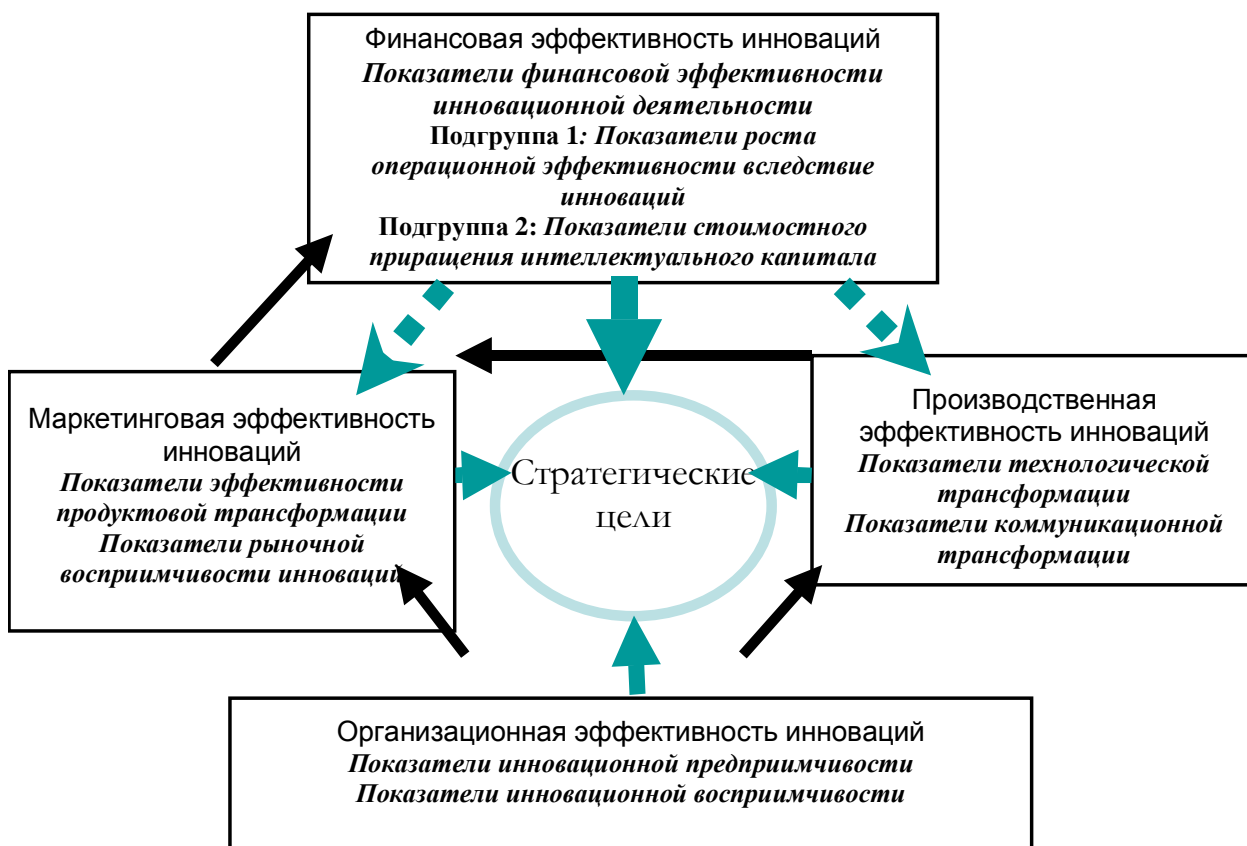 Финансовая эффективность инноваций
Показатели финансовой эффективности
инновационной деятельности
Подгруппа 1: Показатели роста
операционной эффективности вследствие
инноваций
Подгруппа 2: Показатели стоимостного
приращения интеллектуального капитала
Маркетинговая эффективность
инноваций
Показатели эффективности
продуктовой трансформации
Показатели рыночной
восприимчивости инноваций
Стратегические
цели
Производственная
эффективность инноваций
Показатели технологической
трансформации
Показатели коммуникационной
трансформации
Организационная эффективность инноваций
Показатели инновационной предприимчивости
Показатели инновационной восприимчивости